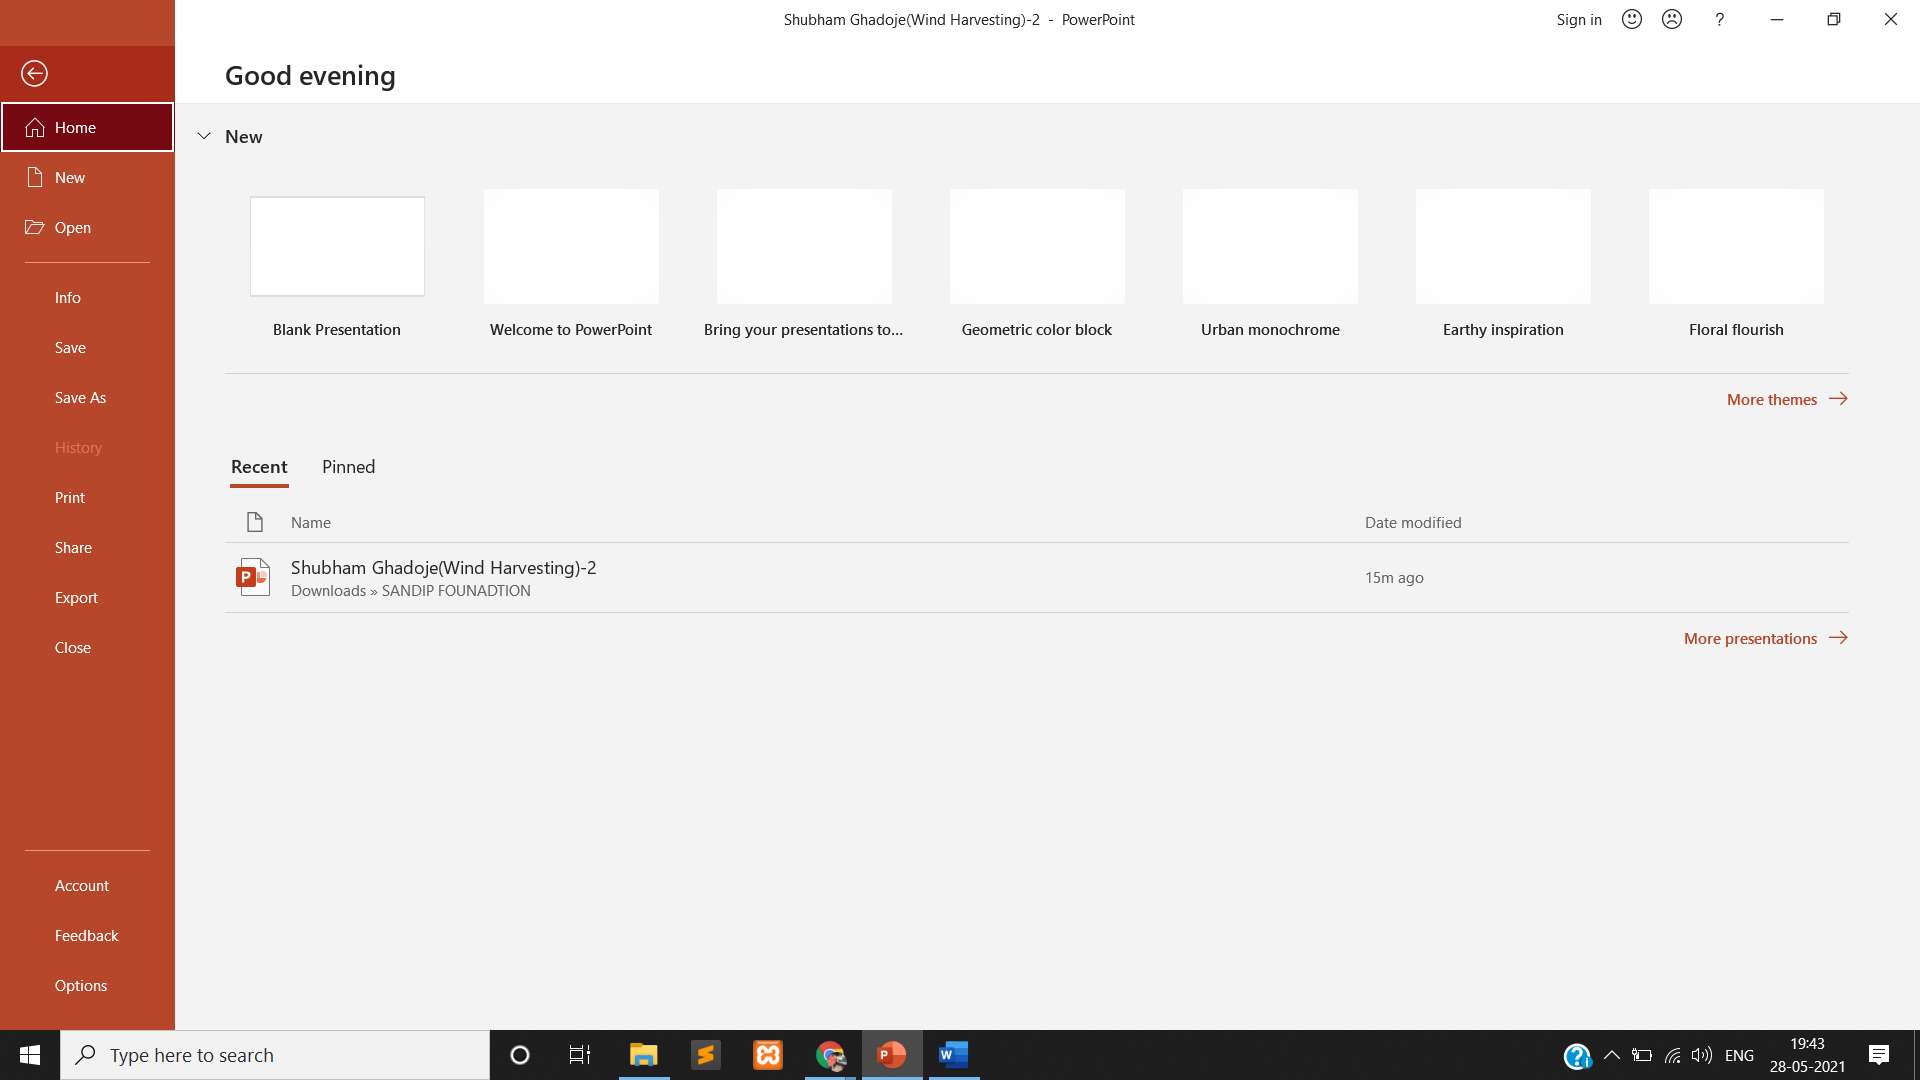 Shubham Ghadoje(Wind Harvesting)-2 - PowerPoint
Sign in
?
Good evening
Home
New
Open
Info
Save
Save As
History
Print
Share
Export
Close
Account
Feedback
Options
New
Blank Presentation
Welcome to PowerPoint
Bring your presentations to...
Geometric color block
Urban monochrome
Earthy inspiration
Floral flourish
More themes
Recent Pinned
Name Date modified
Shubham Ghadoje(Wind Harvesting)-2
Downloads » SANDIP FOUNADTION
15m ago
More presentations
Type here to search
ENG
19:43
28-05-2021